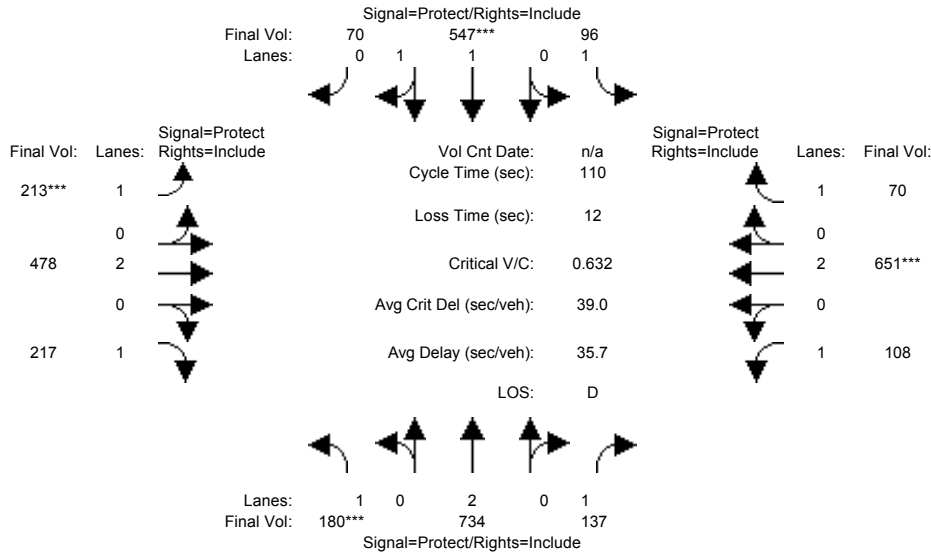 Signal=Protect/Rights=Include
Final Vol: 70 547*** 96
Lanes: 0 1 1 0 1
Signal=Protect
Final Vol: Lanes: Rights=Include
Vol Cnt Date: n/a
Signal=Protect
Rights=Include Lanes: Final Vol:
Cycle Time (sec): 110
213*** 1
1 70
Loss Time (sec): 12
0
0
478 2
Critical V/C: 0.632
2 651***
0
Avg Crit Del (sec/veh): 39.0
0
217 1
Avg Delay (sec/veh): 35.7
1 108
LOS: D
Lanes: 1 0 2 0 1
Final Vol: 180*** 734 137
Signal=Protect/Rights=Include